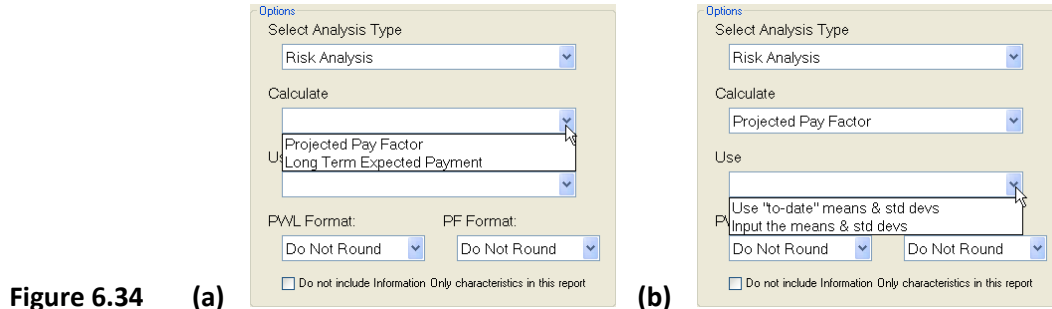 Options
Select Analysis Type
Risk Analysis
Calculate
Projected Pay Factor
Long Term Expected Payment
PWL Format: PF Format:
Do Not Round Do Not Round
Do not include Information Only characteristics in this report
Figure 6.34 (a)
Options
Select Analysis Type
Risk Analysis
Calculate
Projected Pay Factor
Use
Use "to-date" means & std devs
Input the means & std devs
Do Not Round Do Not Round
Do not include Information Only characteristics in this report
(b)